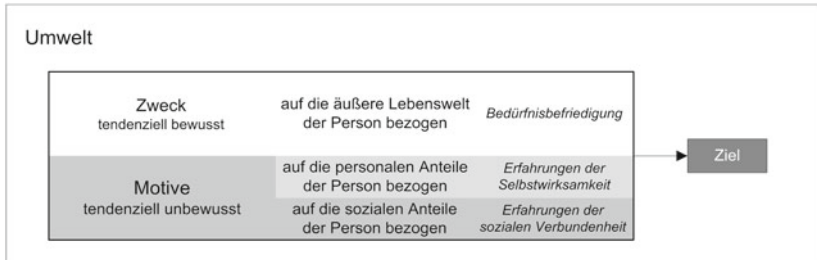 Umwelt
Zweck
tendenziell bewusst
auf die äußere Lebenswelt
der Person bezogen
Bedürfnisbefriedigung
Motive
tendenziell unbewusst
auf die personalen Anteile
der Person bezogen
Erfahrungen der
Selbstwirksamkeit
auf die sozialen Anteile
der Person bezogen
Erfahrungen der
sozialen Verbundenheit
Ziel